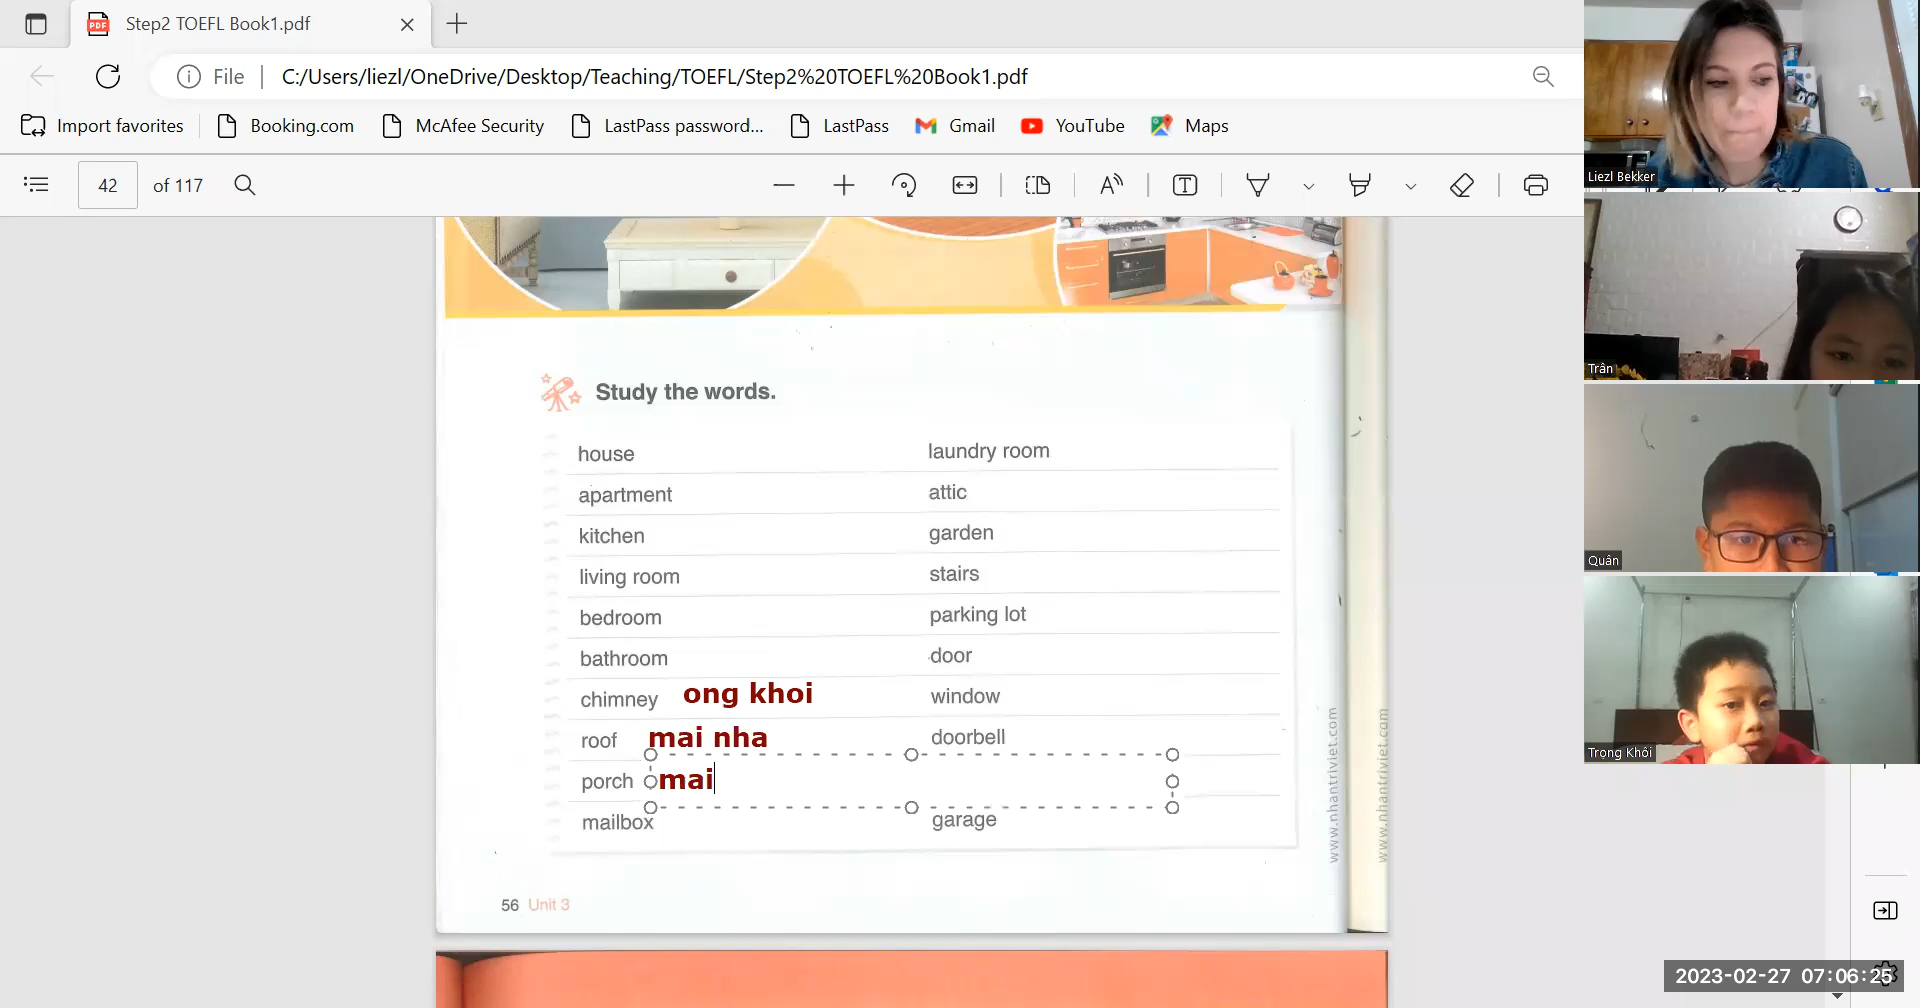 Step2 TOEFL Book1.pdf
File
C:/Users/liezl/OneDrive/Desktop/Teaching/TOEFL/Step2%20TOEFL%20Book1.pdf
Import favorites Booking.com McAfee Security LastPass password... LastPass Gmail YouTube Maps
42 of 117
Study the words.
house laundry room
apartment attic
kitchen garden
living room stairs
bedroom parking lot
bathroom door
chimney ong khoi window
roof mai nha doorbell
porch mai
mailbox garage
www.nhantriviet.com
www.nhantriviet.com
56 Unit 3
Liezl Bekker
Trân
Quân
Trọng Khôi
2023-02-27 07:06:25